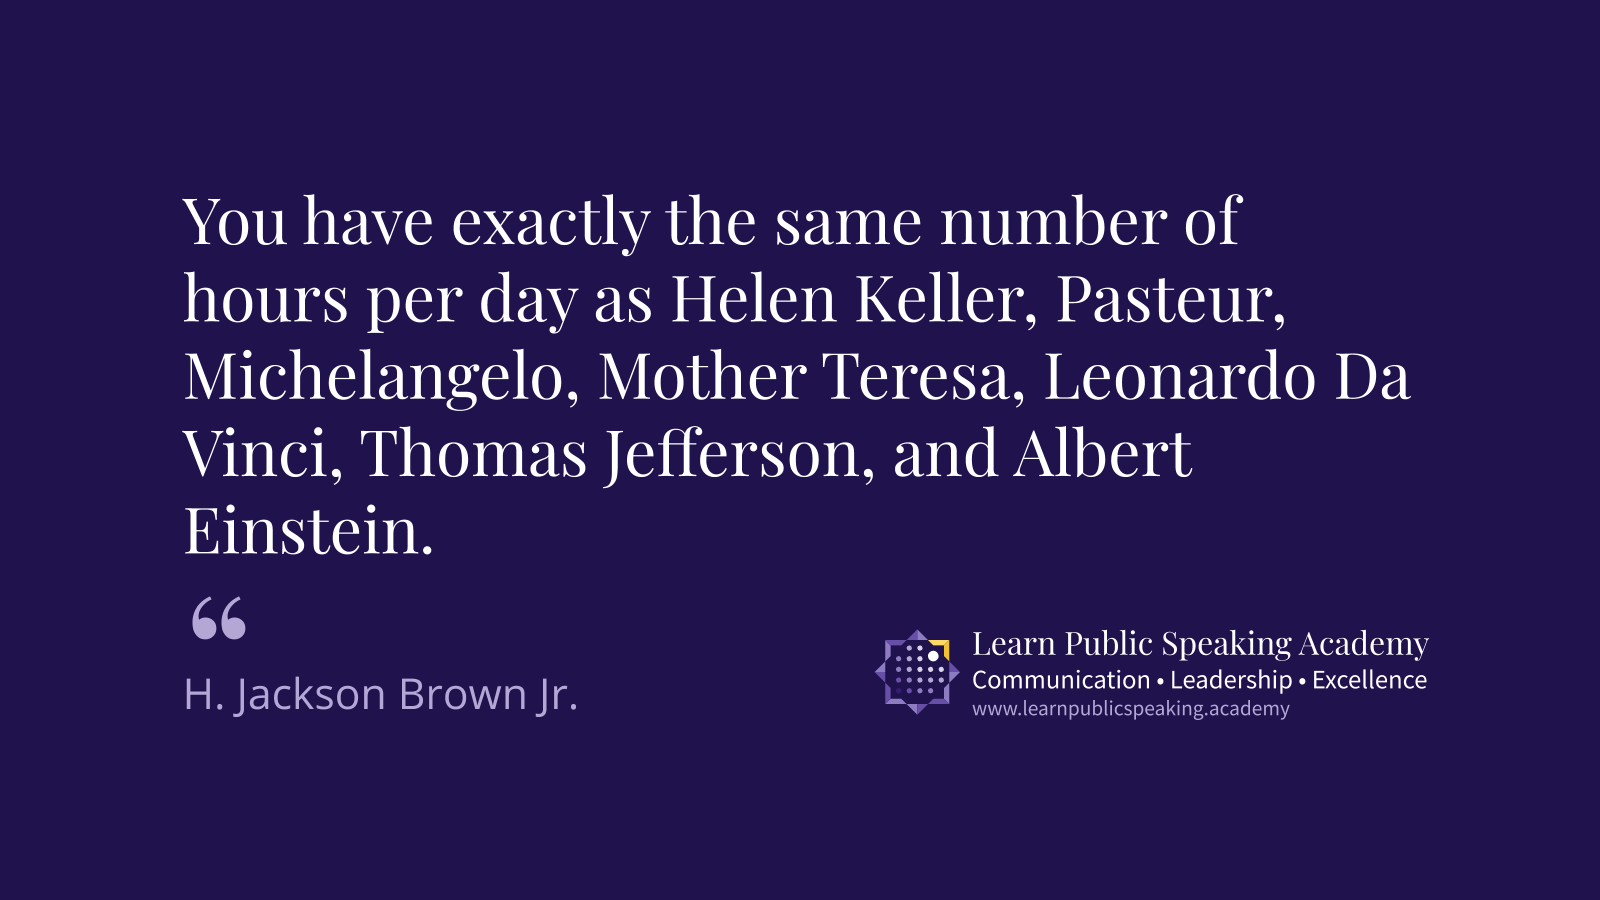 You have exactly the same number of
hours per day as Helen Keller, Pasteur,
Michelangelo, Mother Teresa, Leonardo Da
Vinci, Thomas Jefferson, and Albert
Einstein.
“
H. Jackson Brown Jr.
Learn Public Speaking Academy
Communication • Leadership • Excellence
www.learnpublicspeaking.academy